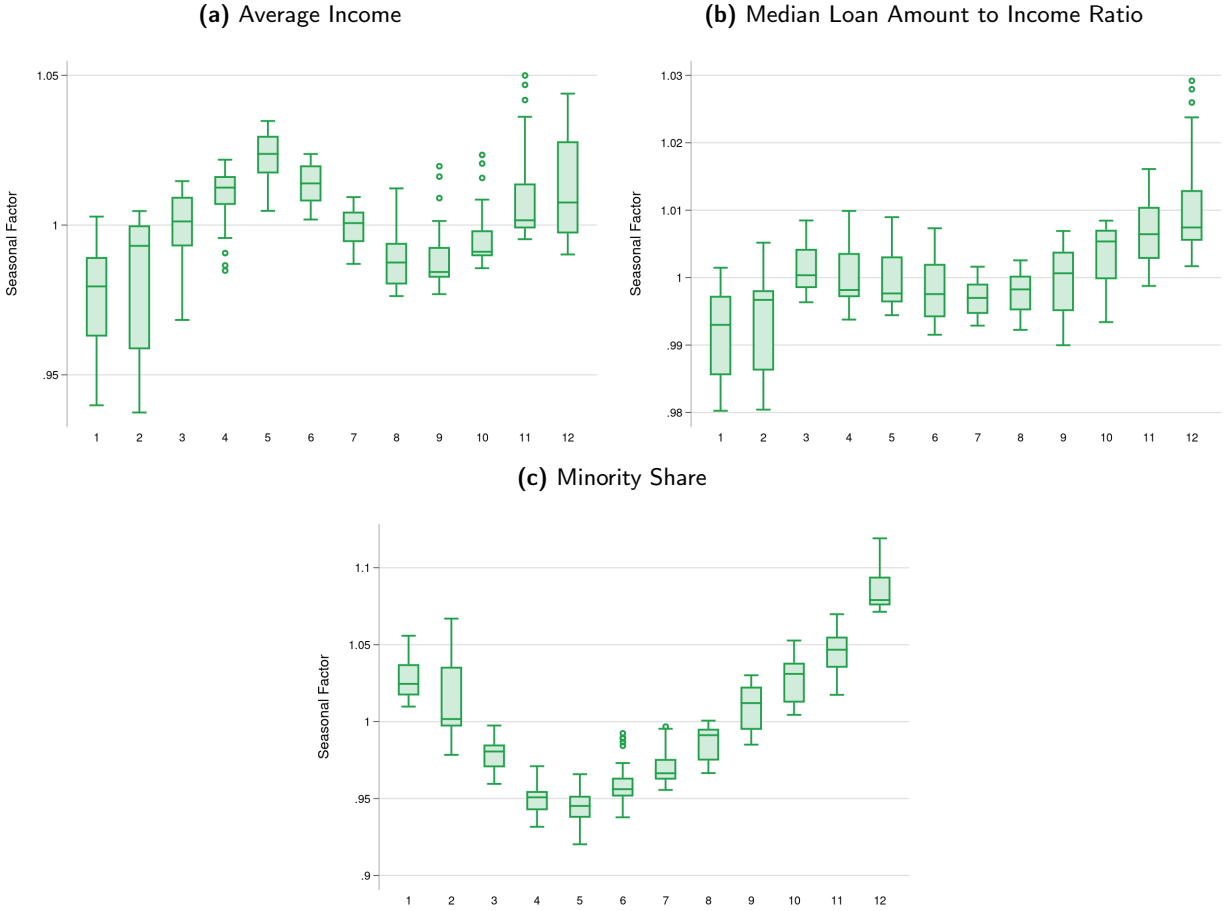 (a) Average Income
1.05
1
.95
Seasonal Factor
1 2 3 4 5 6 7 8 9 10 11 12
(b) Median Loan Amount to Income Ratio
1.03
1.02
1.01
1
.99
.98
Seasonal Factor
1 2 3 4 5 6 7 8 9 10 11 12
(c) Minority Share
1.1
1.05
1
.95
.9
Seasonal Factor
1 2 3 4 5 6 7 8 9 10 11 12